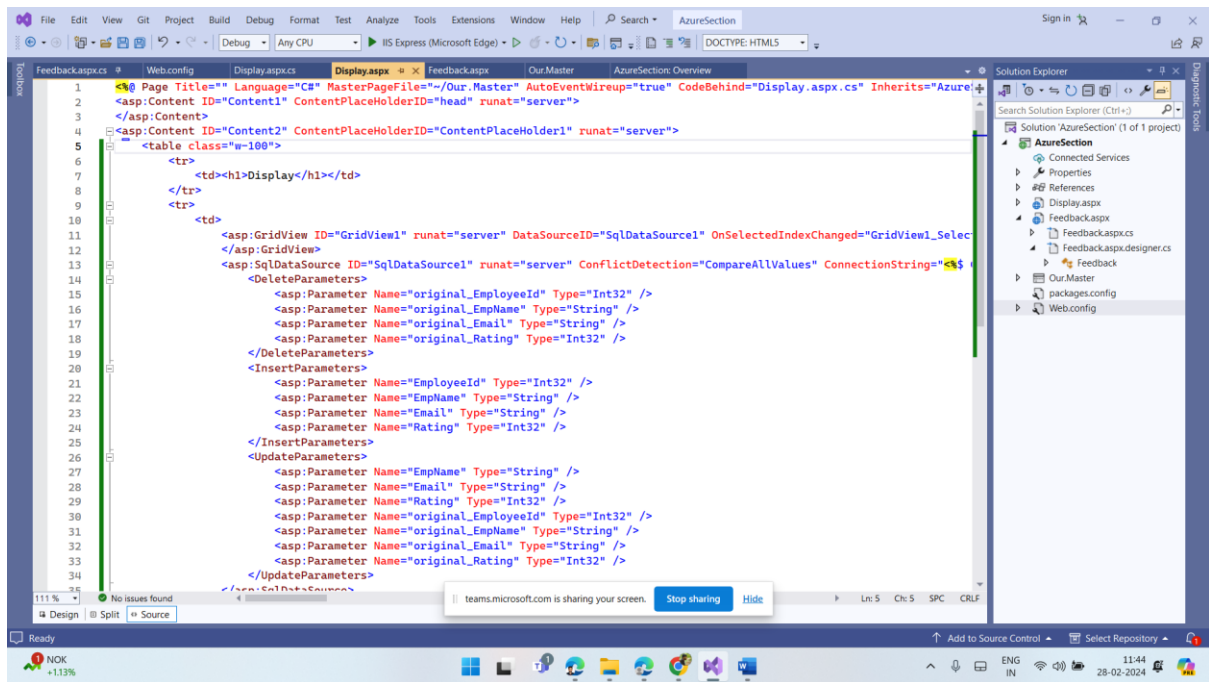 File Edit View Git Project Build Debug Format Test Analyze Tools Extensions Window Help Search AzureSection Sign in
Debug Any CPU IIS Express (Microsoft Edge) DOCTYPE: HTML5
Toolbox
Feedback.aspx.cs Web.config Display.aspx.cs Display.aspx Feedback.aspx Our.Master AzureSection: Overview
1 <%@ Page Title="" Language="C#" MasterPageFile="~/Our.Master" AutoEventWireup="true" CodeBehind="Display.aspx.cs" Inherits="Azure
2 <asp:Content ID="Content1" ContentPlaceHolderID="head" runat="server">
3 </asp:Content>
4 <asp:Content ID="Content2" ContentPlaceHolderID="ContentPlaceHolder1" runat="server">
5 <table class="w-100">
6 <tr>
7 <td><h1>Display</h1></td>
8 </tr>
9 <tr>
10 <td>
11 <asp:GridView ID="GridView1" runat="server" DataSourceID="SqlDataSource1" OnSelectedIndexChanged="GridView1_Selec
12 </asp:GridView>
13 <asp:SqlDataSource ID="SqlDataSource1" runat="server" ConflictDetection="CompareAllValues" ConnectionString="<%$
14 <DeleteParameters>
15 <asp:Parameter Name="original_EmployeeId" Type="Int32" />
16 <asp:Parameter Name="original_EmpName" Type="String" />
17 <asp:Parameter Name="original_Email" Type="String" />
18 <asp:Parameter Name="original_Rating" Type="Int32" />
19 </DeleteParameters>
20 <InsertParameters>
21 <asp:Parameter Name="EmployeeId" Type="Int32" />
22 <asp:Parameter Name="EmpName" Type="String" />
23 <asp:Parameter Name="Email" Type="String" />
24 <asp:Parameter Name="Rating" Type="Int32" />
25 </InsertParameters>
26 <UpdateParameters>
27 <asp:Parameter Name="EmpName" Type="String" />
28 <asp:Parameter Name="Email" Type="String" />
29 <asp:Parameter Name="Rating" Type="Int32" />
30 <asp:Parameter Name="original_EmployeeId" Type="Int32" />
31 <asp:Parameter Name="original_EmpName" Type="String" />
32 <asp:Parameter Name="original_Email" Type="String" />
33 <asp:Parameter Name="original_Rating" Type="Int32" />
34 </UpdateParameters>
35 </asp:SqlDataSource>
111 % No issues found Ln: 5 Ch: 5 SPC CRLF
Design Split Source
teams.microsoft.com is sharing your screen. Stop sharing Hide
Solution Explorer
Search Solution Explorer (Ctrl+;)
Solution 'AzureSection' (1 of 1 project)
AzureSection
Connected Services
Properties
References
Display.aspx
Feedback.aspx
Feedback.aspx.cs
Feedback.aspx.designer.cs
Feedback
Our.Master
packages.config
Web.config
Diagnostic Tools
Ready Add to Source Control Select Repository 1
1 NOK
+1.13%
ENG
IN
11:44
28-02-2024